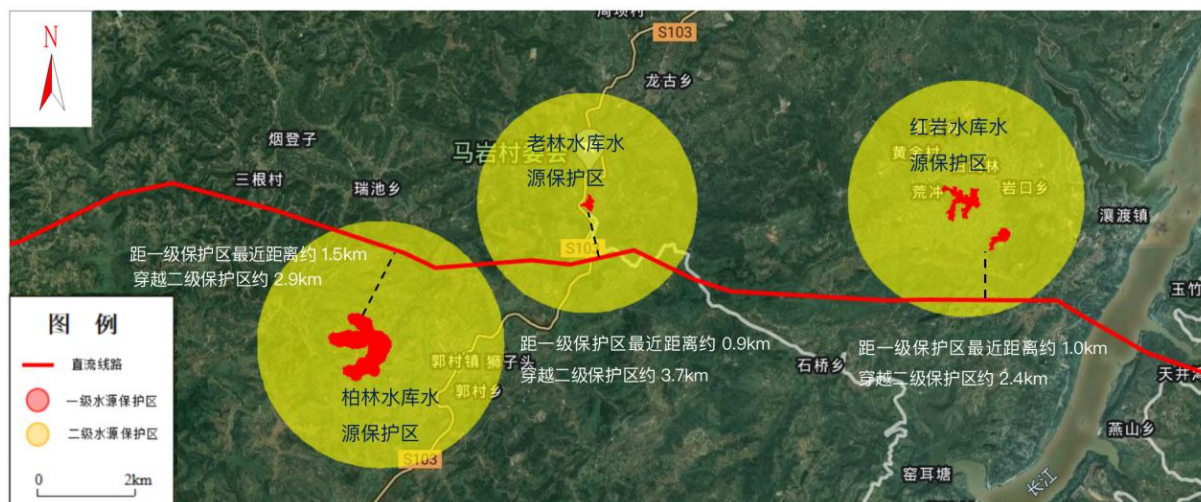 N
周坝村
S103
龙古乡
烟登子
三根村
瑞池乡
马岩村委会
老林水库水
源保护区
S103
红岩水库水
源保护区
黄金村
荒冲
岩口乡
瀼渡镇
玉竹
距一级保护区最近距离约 1.5km
穿越二级保护区约 2.9km
距一级保护区最近距离约 0.9km
穿越二级保护区约 3.7km
距一级保护区最近距离约 1.0km
穿越二级保护区约 2.4km
郭村镇
狮子头
郭村乡
石桥乡
天井
燕山乡
柏林水库水
源保护区
S103
窑耳塘
长江
图 例
直流线路
一级水源保护区
二级水源保护区
0 2km